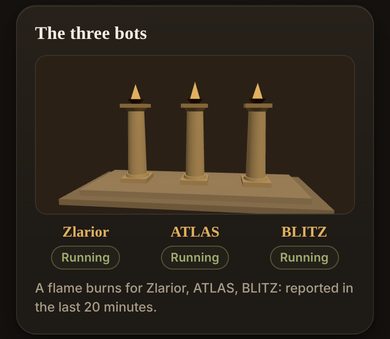 The three bots
Zlarior ATLAS BLITZ
Running Running Running
A flame burns for Zlarior, ATLAS, BLITZ: reported in
the last 20 minutes.